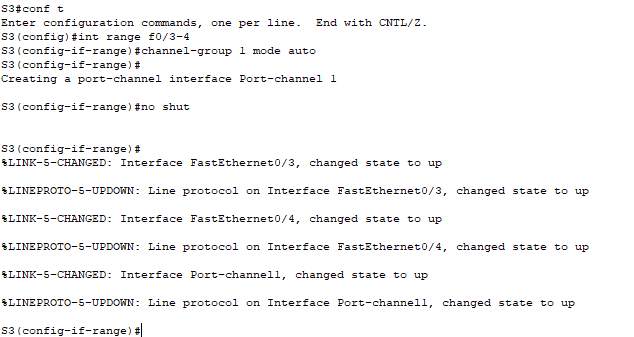 S3#conf t
Enter configuration commands, one per line.  End with CNTL/Z.
S3(config)#int range f0/3-4
S3(config-if-range)#channel-group 1 mode auto
S3(config-if-range)#
Creating a port-channel interface Port-channel 1
S3(config-if-range)#no shut
S3(config-if-range)#
%LINK-5-CHANGED: Interface FastEthernet0/3, changed state to up
%LINEPROTO-5-UPDOWN: Line protocol on Interface FastEthernet0/3, changed state to up
%LINK-5-CHANGED: Interface FastEthernet0/4, changed state to up
%LINEPROTO-5-UPDOWN: Line protocol on Interface FastEthernet0/4, changed state to up
%LINK-5-CHANGED: Interface Port-channel1, changed state to up
%LINEPROTO-5-UPDOWN: Line protocol on Interface Port-channel1, changed state to up
S3(config-if-range)#